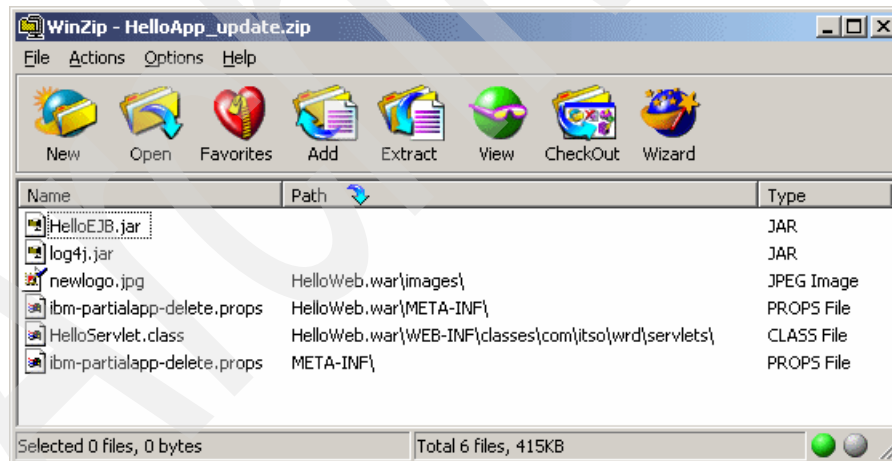 WinZip - HelloApp_update.zip
File Actions Options Help
New Open Favorites Add Extract View CheckOut Wizard
Name Path Type
HelloEJB.jar JAR
log4j.jar JAR
newlogo.jpg HelloWeb.war\images\ JPEG Image
ibm-partialapp-delete.props HelloWeb.war\META-INF\ PROPS File
HelloServlet.class HelloWeb.war\WEB-INF\classes\com\itso\wrd\servlets\ CLASS File
ibm-partialapp-delete.props META-INF\ PROPS File
Selected 0 files, 0 bytes Total 6 files, 415KB